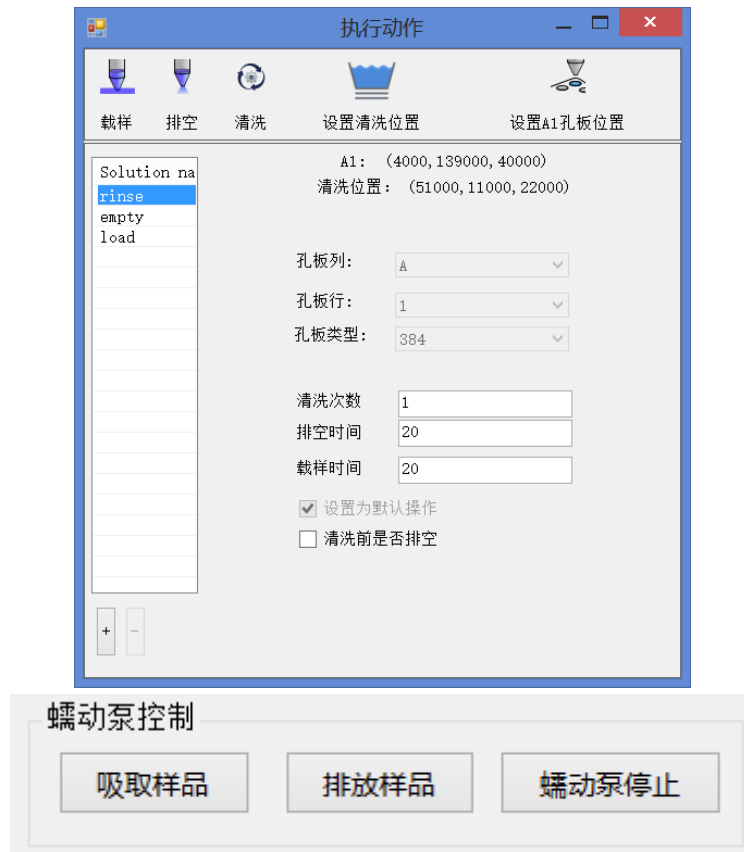 执行动作
载样 排空 清洗 设置清洗位置 设置A1孔板位置
Solution na
rinse
empty
load
A1: (4000,139000,40000)
清洗位置: (51000,11000,22000)
孔板列: A
孔板行: 1
孔板类型: 384
清洗次数 1
排空时间 20
载样时间 20
设置为默认操作
清洗前是否排空
+ -
蠕动泵控制
吸取样品 排放样品 蠕动泵停止